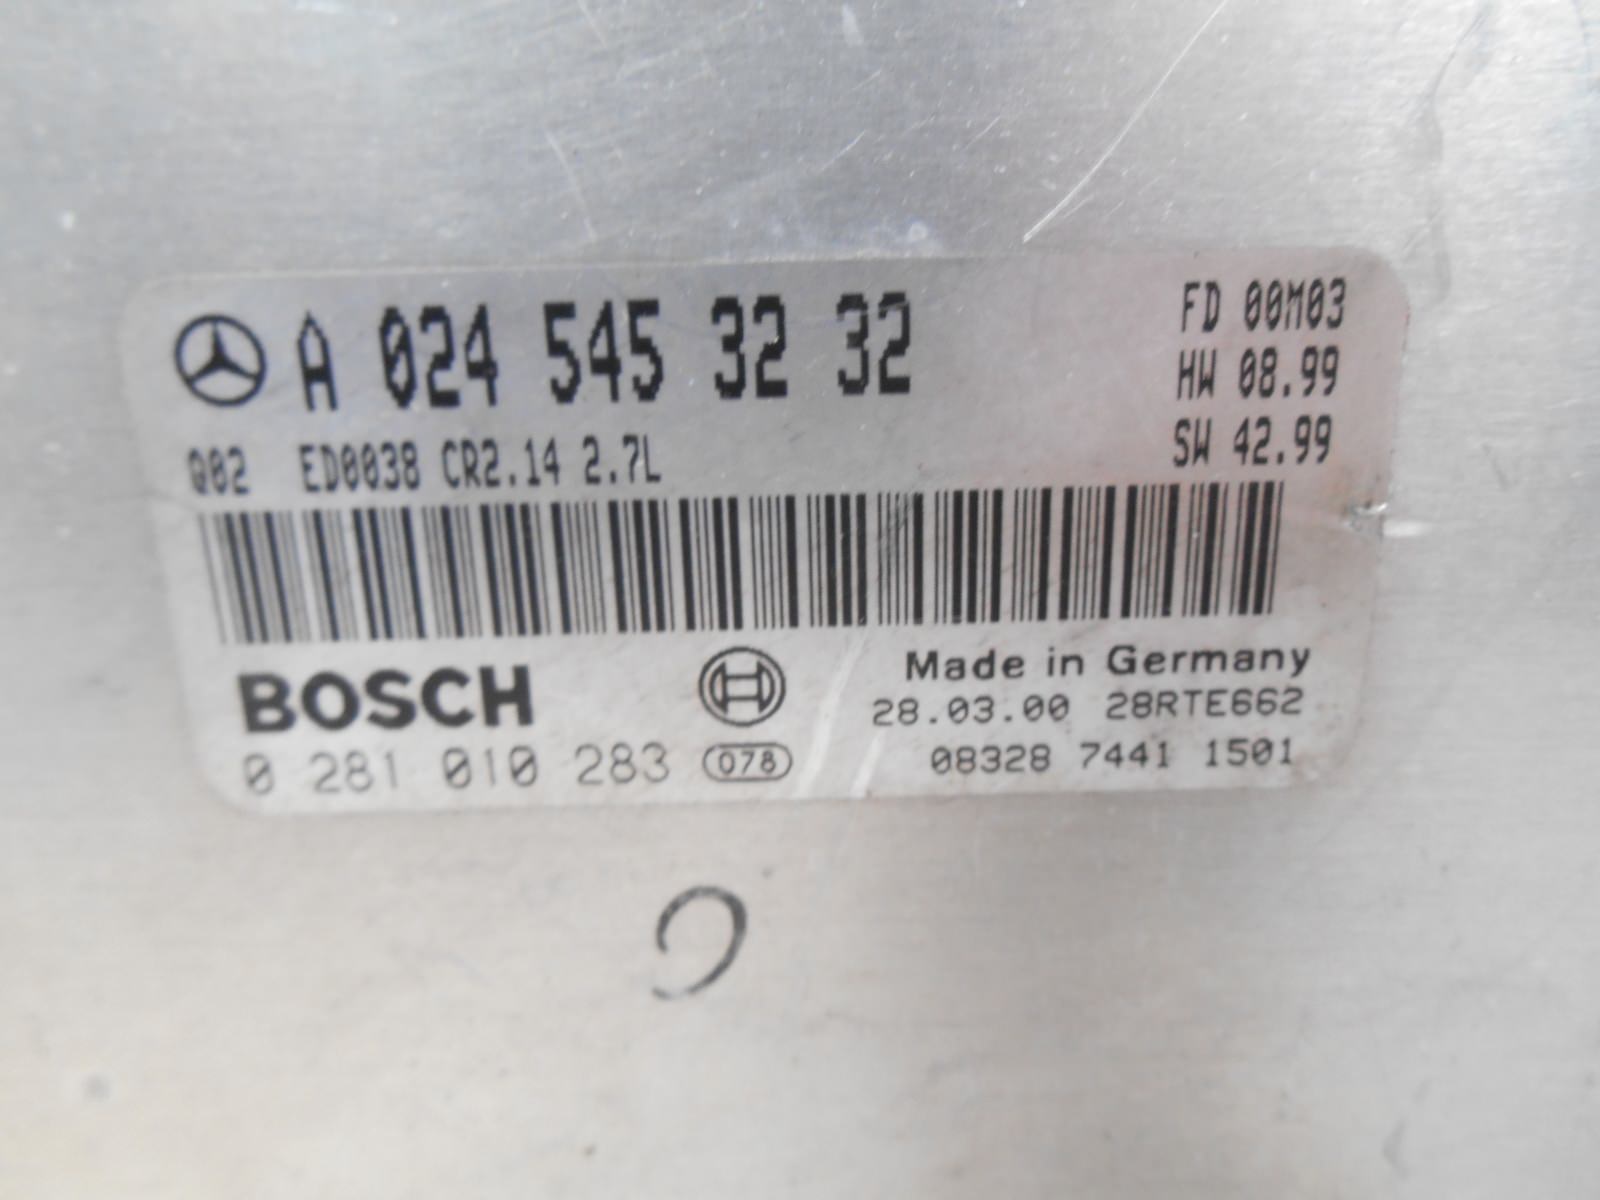 A 024 545 32 32
FD 00M03
HW 08.99
SW 42.99
Q02 ED0038 CR2.14 2.7L
BOSCH
Made in Germany
28.03.00 28RTE662
0 281 010 283 078
08328 7441 1501